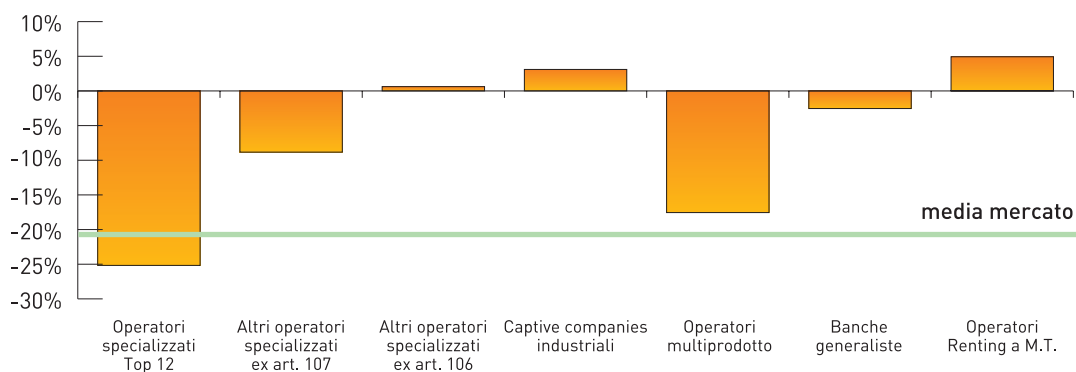 10%
5%
0%
-5%
-10%
-15%
-20%
-25%
-30%
media mercato
Operatori
specializzati
Top 12
Altri operatori
specializzati
ex art. 107
Altri operatori
specializzati
ex art. 106
Captive companies
industriali
Operatori
multiprodotto
Banche
generaliste
Operatori
Renting a M.T.